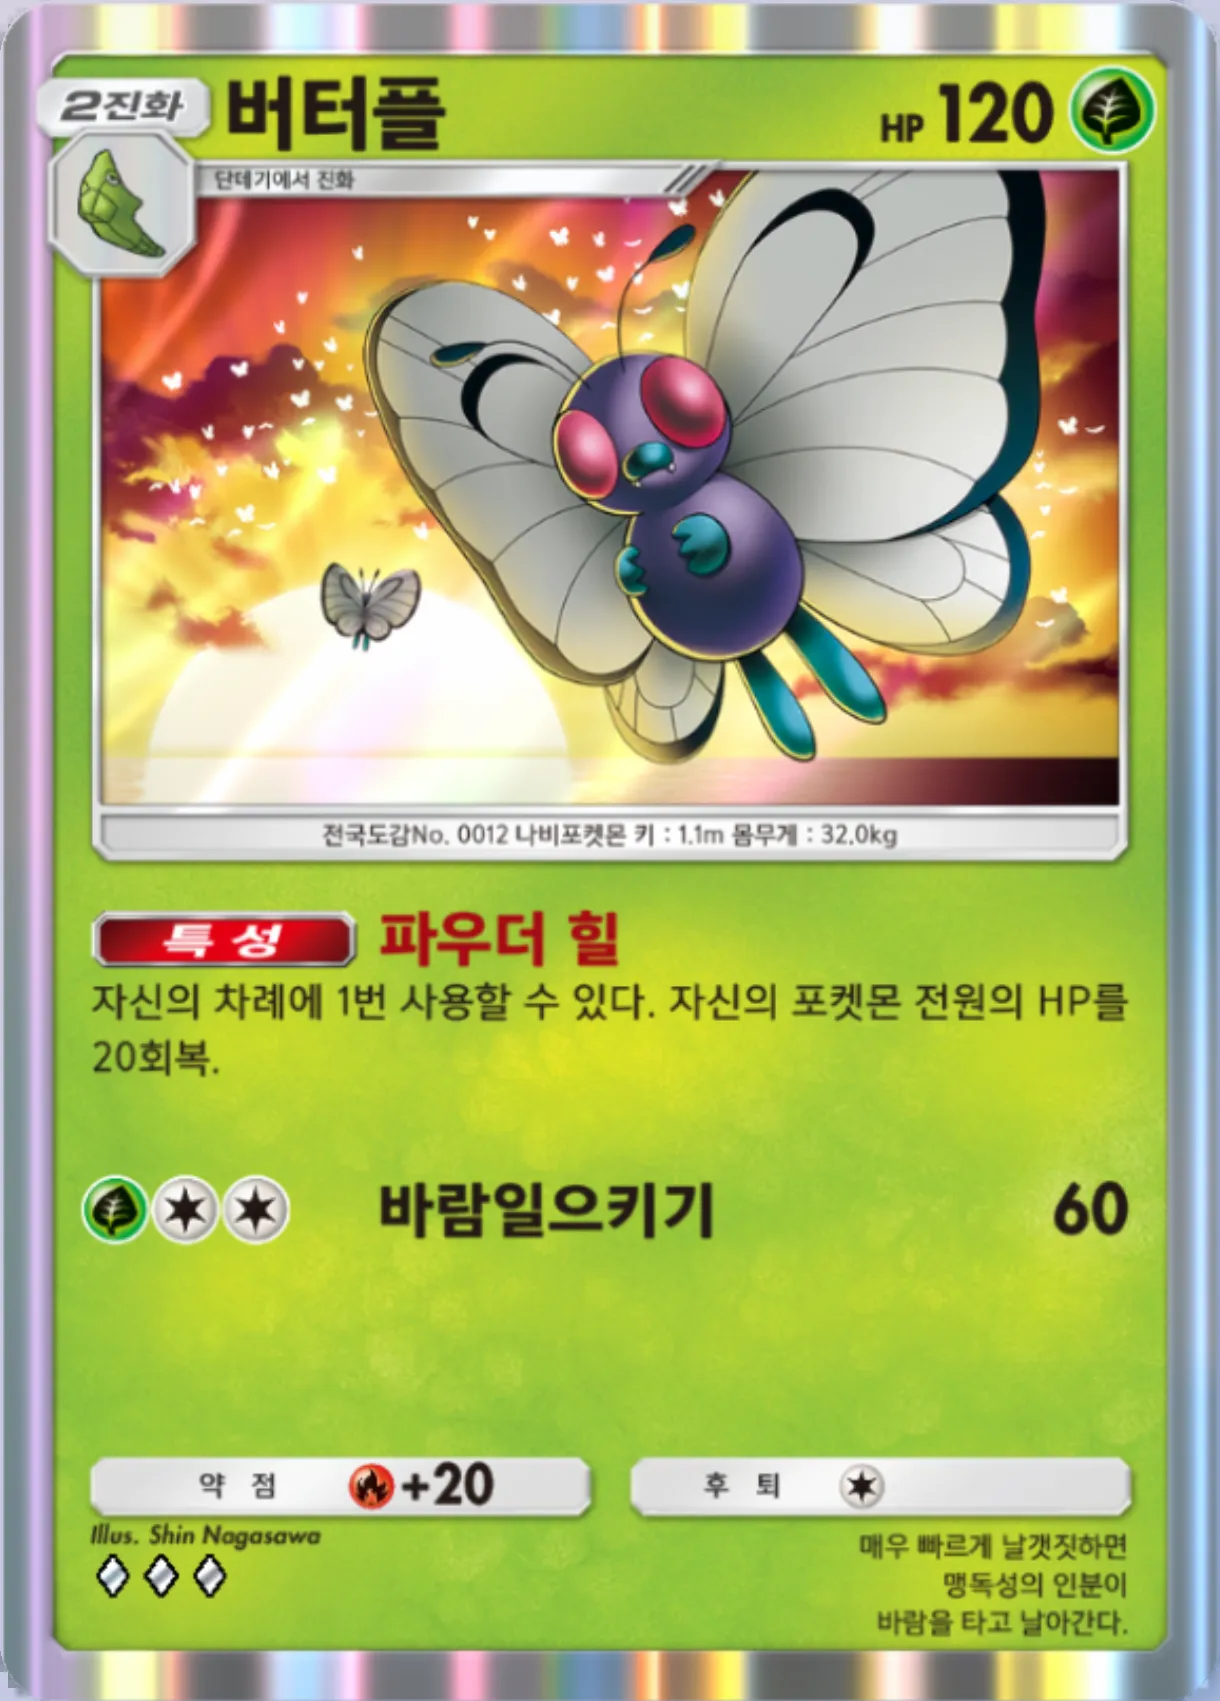 2진화 버터플 HP 120
단데기에서 진화
전국도감No. 0012 나비포켓몬 키 : 1.1m 몸무게 : 32.0kg
특성 파우더 힐
자신의 차례에 1번 사용할 수 있다. 자신의 포켓몬 전원의 HP를
20회복.
바람일으키기 60
약점 +20 후퇴
Illus. Shin Nagasawa
매우 빠르게 날갯짓하면
맹독성의 인분이
바람을 타고 날아간다.